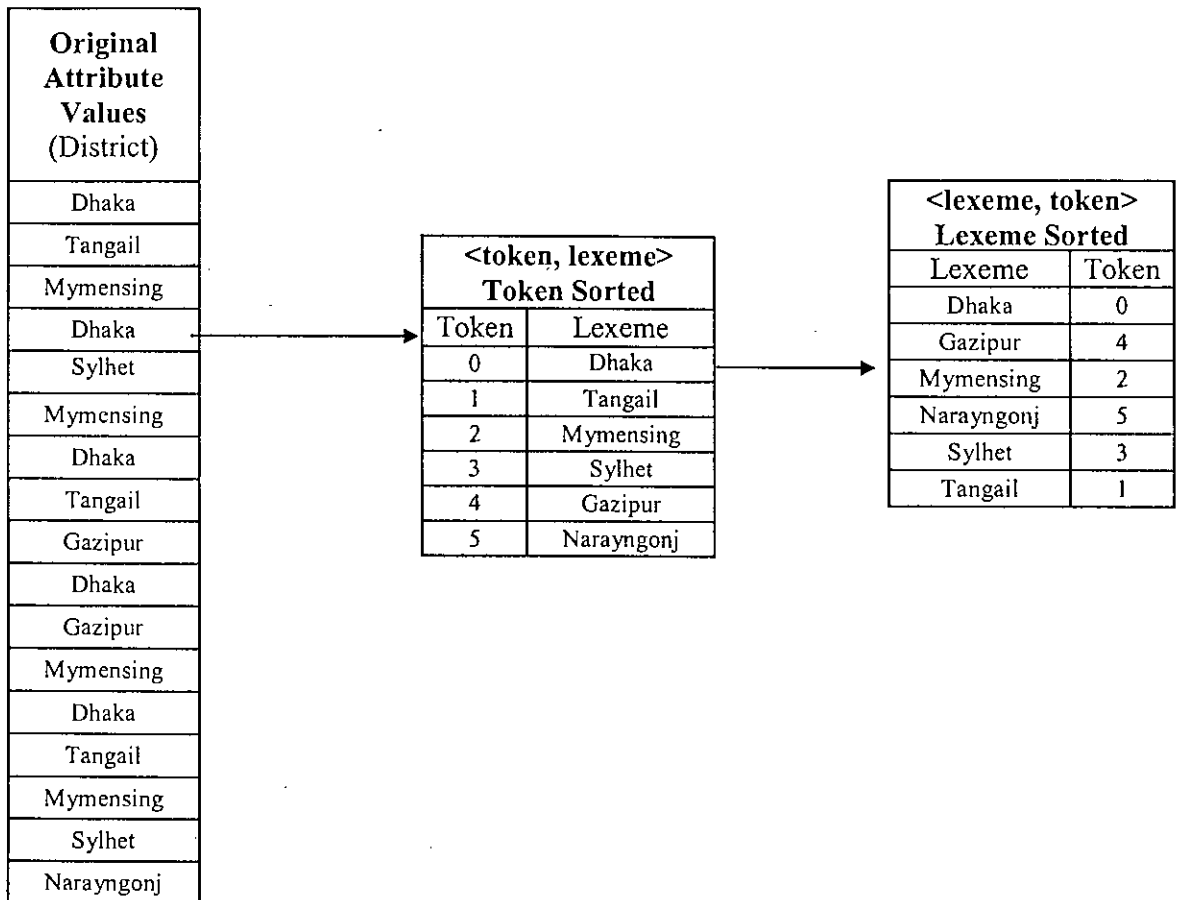 Original
Attribute
Values
(District)
Dhaka
Tangail
Mymensing
Dhaka
Sylhet
Mymensing
Dhaka
Tangail
Gazipur
Dhaka
Gazipur
Mymensing
Dhaka
Tangail
Mymensing
Sylhet
Narayngonj
<token, lexeme>
Token Sorted
Token Lexeme
0 Dhaka
1 Tangail
2 Mymensing
3 Sylhet
4 Gazipur
5 Narayngonj
<lexeme, token>
Lexeme Sorted
Lexeme Token
Dhaka 0
Gazipur 4
Mymensing 2
Narayngonj 5
Sylhet 3
Tangail 1